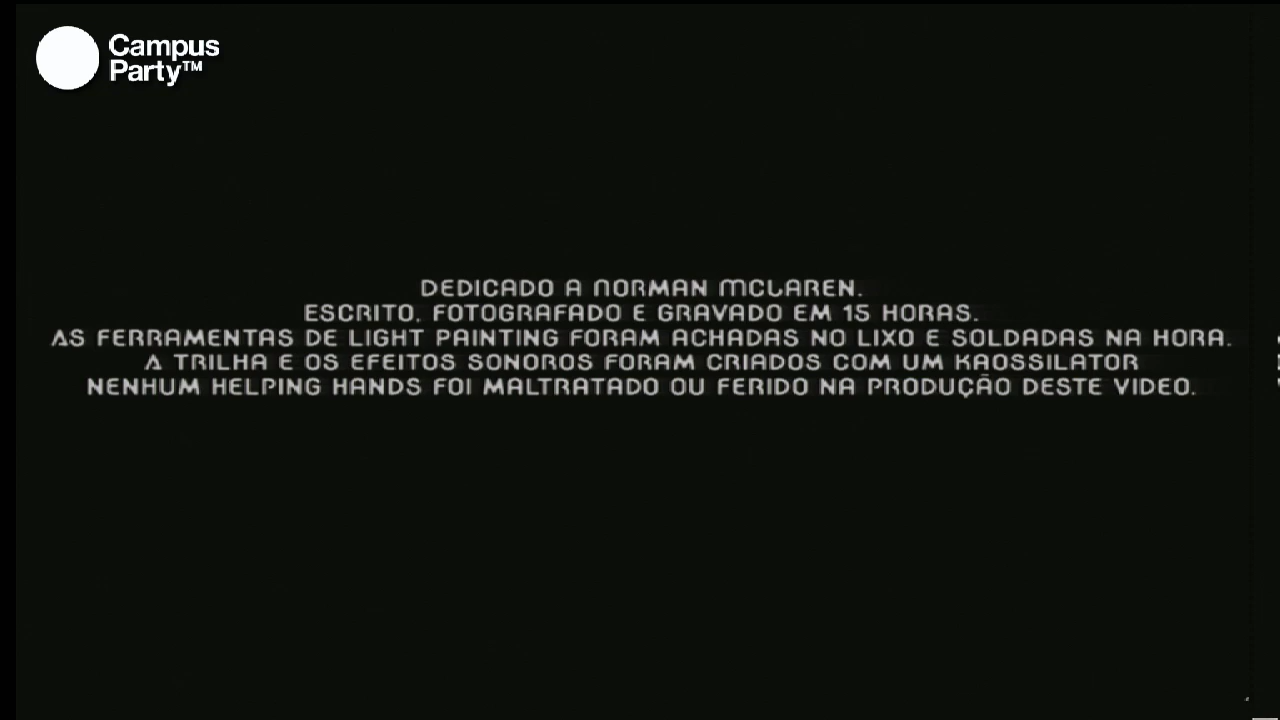 Campus
Party™
DEDICADO A NORMAN MCLAREN.
ESCRITO, FOTOGRAFADO E GRAVADO EM 15 HORAS.
AS FERRAMENTAS DE LIGHT PAINTING FORAM ACHADAS NO LIXO E SOLDADAS NA HORA.
A TRILHA E OS EFEITOS SONOROS FORAM CRIADOS COM UM KAOSSILATOR
NENHUM HELPING HANDS FOI MALTRATADO OU FERIDO NA PRODUÇÃO DESTE VIDEO.